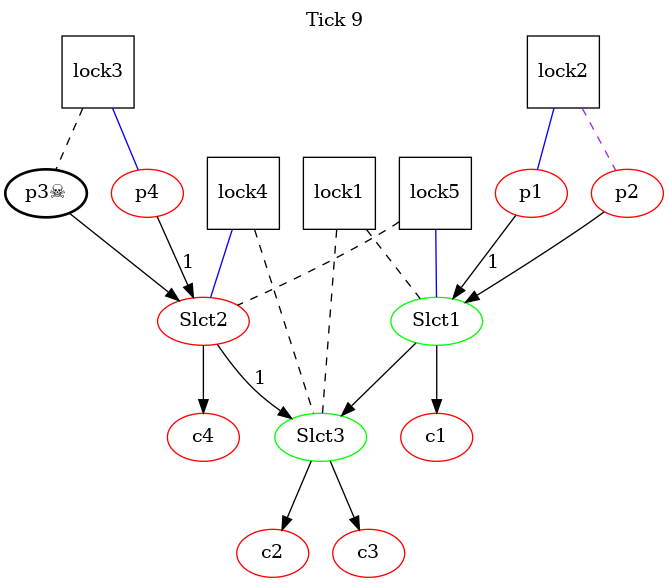 Tick 9
lock3
lock2
p3☠
p4
lock4
lock1
lock5
p1
p2
1
1
Slct2
Slct1
1
c4
Slct3
c1
c2
c3